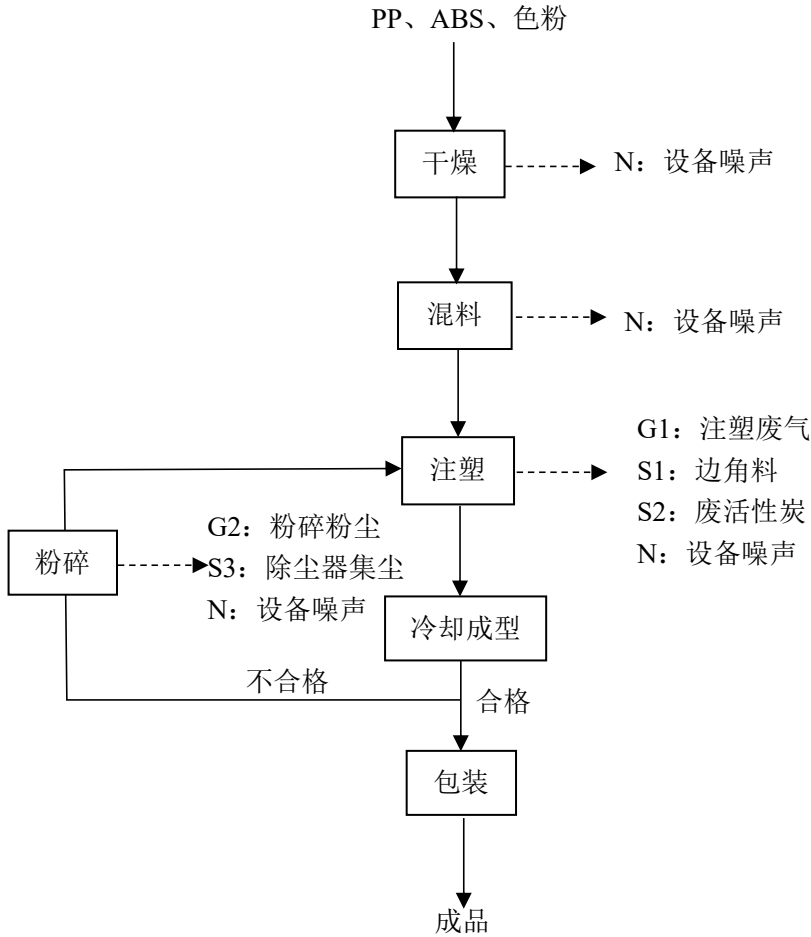 PP、ABS、色粉
干燥
N：设备噪声
混料
N：设备噪声
注塑
G1：注塑废气
S1：边角料
S2：废活性炭
N：设备噪声
粉碎
G2：粉碎粉尘
S3：除尘器集尘
N：设备噪声
冷却成型
不合格
合格
包装
成品